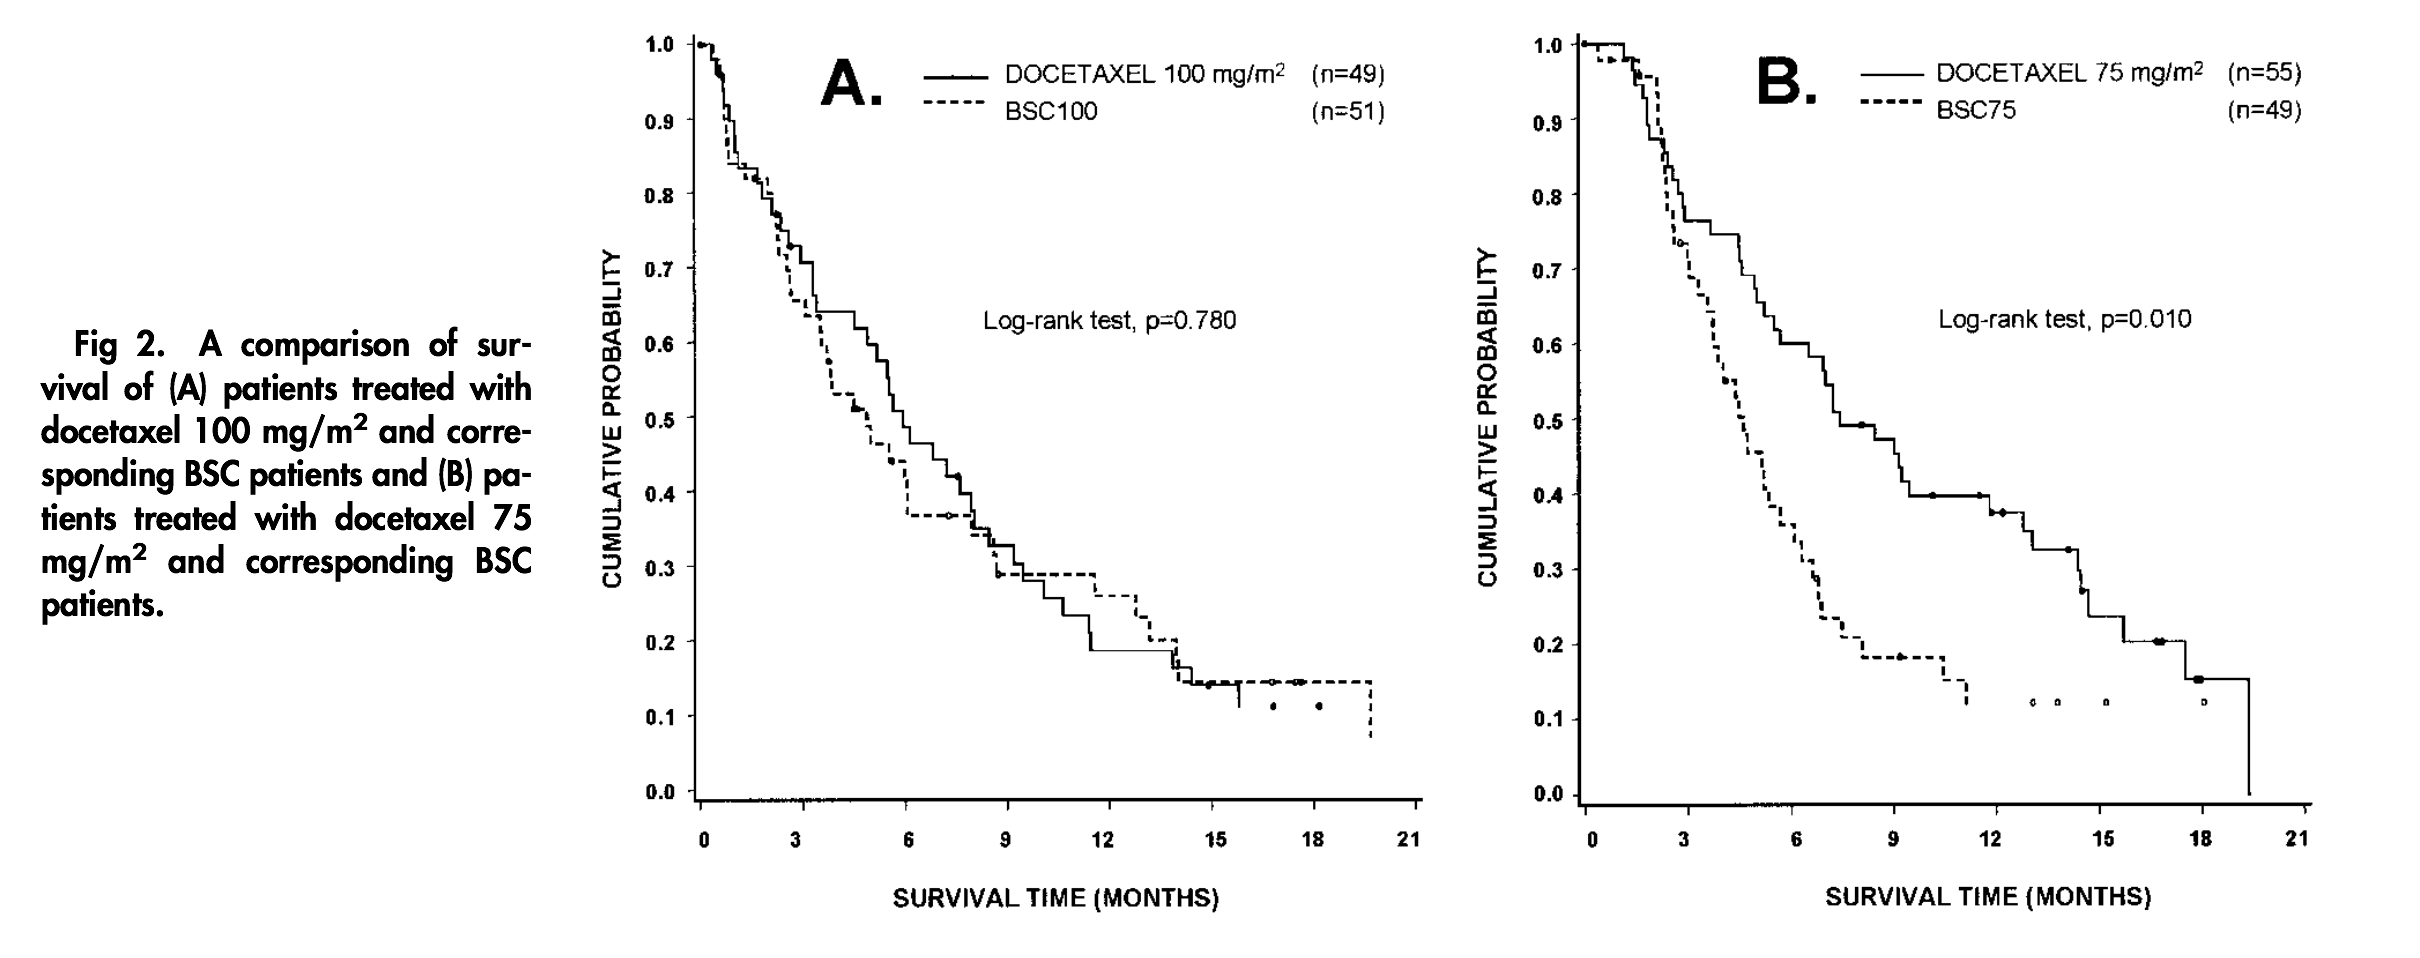 Fig 2. A comparison of sur-
vival of (A) patients treated with
docetaxel 100 mg/m² and corre-
sponding BSC patients and (B) pa-
tients treated with docetaxel 75
mg/m² and corresponding BSC
patients.
A.
DOCETAXEL 100 mg/m² (n=49)
BSC100 (n=51)
Log-rank test, p=0.780
CUMULATIVE PROBABILITY
1.0
0.9
0.8
0.7
0.6
0.5
0.4
0.3
0.2
0.1
0.0
0 3 6 9 12 15 18 21
SURVIVAL TIME (MONTHS)
B.
DOCETAXEL 75 mg/m² (n=55)
BSC75 (n=49)
Log-rank test, p=0.010
CUMULATIVE PROBABILITY
1.0
0.9
0.8
0.7
0.6
0.5
0.4
0.3
0.2
0.1
0.0
0 3 6 9 12 15 18 21
SURVIVAL TIME (MONTHS)